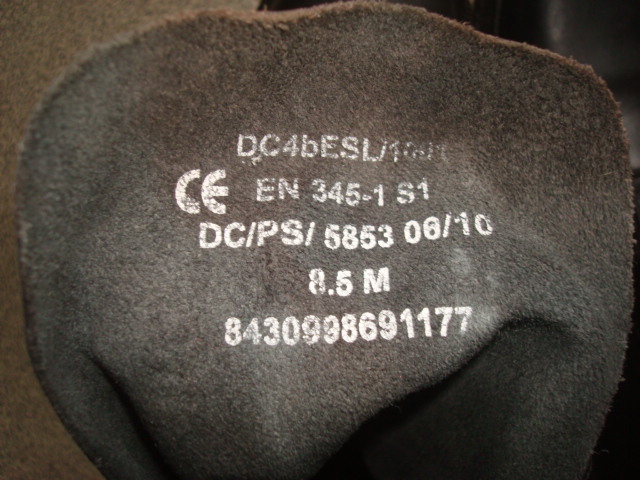 DC4bESL/
CE EN 345-1 S1
DC/PS/ 5853 06/10
8.5 M
8430998691177